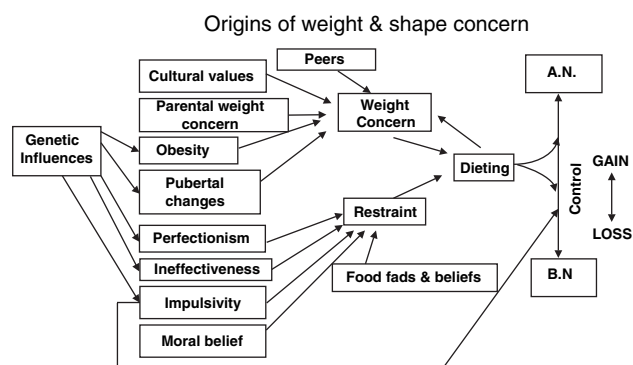 Origins of weight & shape concern
Peers
Cultural values
A.N.
Parental weight
concern
Weight
Concern
Genetic
Influences
Obesity
Dieting
GAIN
Pubertal
changes
Control
Restraint
LOSS
Perfectionism
Ineffectiveness
Food fads & beliefs
B.N
Impulsivity
Moral belief